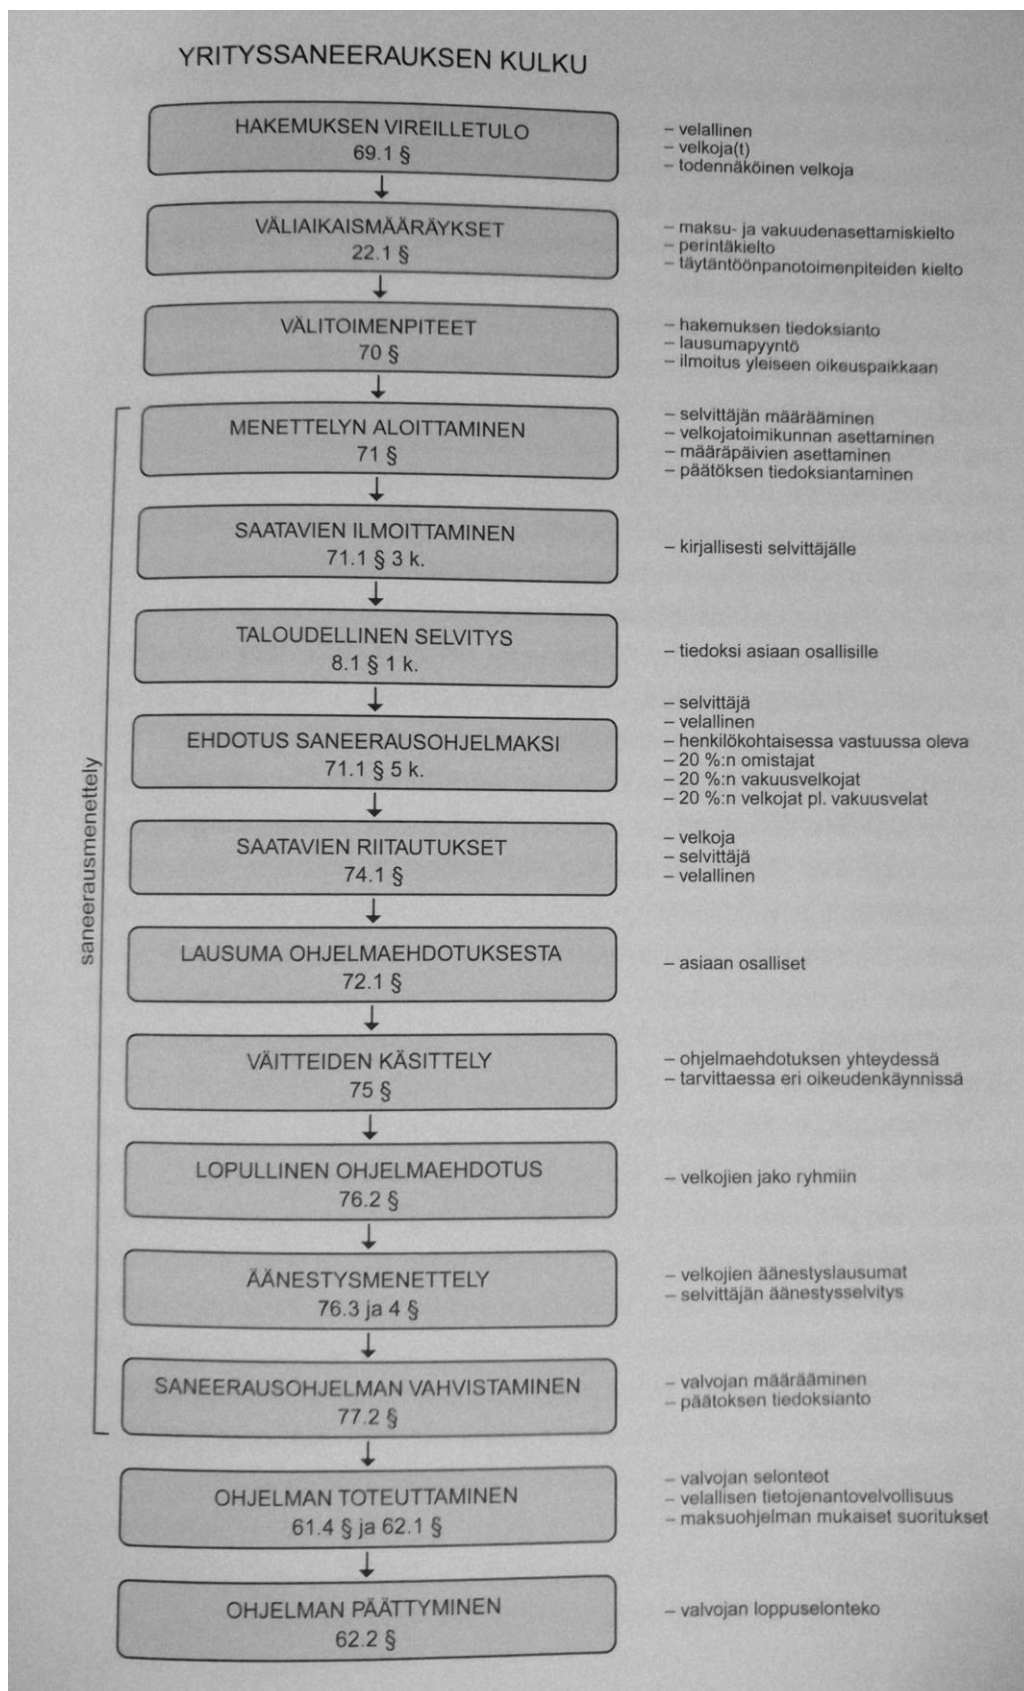 YRITYSSANEERAUKSEN KULKU
HAKEMUKSEN VIREILLETULO
69.1 §
– velallinen
– velkoja(t)
– todennäköinen velkoja
VÄLIAIKAISMÄÄRÄYKSET
22.1 §
– maksu- ja vakuudenasettamiskielto
– perintäkielto
– täytäntöönpanotoimenpiteiden kielto
VÄLITOIMENPITEET
70 §
– hakemuksen tiedoksianto
– lausumapyyntö
– ilmoitus yleiseen oikeuspaikkaan
saneerausmenettely
MENETTELYN ALOITTAMINEN
71 §
– selvittäjän määrääminen
– velkojatoimikunnan asettaminen
– määräpäivien asettaminen
– päätöksen tiedoksiantaminen
SAATAVIEN ILMOITTAMINEN
71.1 § 3 k.
– kirjallisesti selvittäjälle
TALOUDELLINEN SELVITYS
8.1 § 1 k.
– tiedoksi asiaan osallisille
EHDOTUS SANEERAUSOHJELMAKSI
71.1 § 5 k.
– selvittäjä
– velallinen
– henkilökohtaisessa vastuussa oleva
– 20 %:n omistajat
– 20 %:n vakuusvelkojat
– 20 %:n velkojat pl. vakuusvelat
SAATAVIEN RIITAUTUKSET
74.1 §
– velkoja
– selvittäjä
– velallinen
LAUSUMA OHJELMAEHDOTUKSESTA
72.1 §
– asiaan osalliset
VÄITTEIDEN KÄSITTELY
75 §
– ohjelmaehdotuksen yhteydessä
– tarvittaessa eri oikeudenkäynnissä
LOPULLINEN OHJELMAEHDOTUS
76.2 §
– velkojien jako ryhmiin
ÄÄNESTYSMENETTELY
76.3 ja 4 §
– velkojien äänestyslausumat
– selvittäjän äänestysselvitys
SANEERAUSOHJELMAN VAHVISTAMINEN
77.2 §
– valvojan määrääminen
– päätoksen tiedoksianto
OHJELMAN TOTEUTTAMINEN
61.4 § ja 62.1 §
– valvojan selonteot
– velallisen tietojenantovelvollisuus
– maksuohjelman mukaiset suoritukset
OHJELMAN PÄÄTTYMINEN
62.2 §
– valvojan loppuselonteko